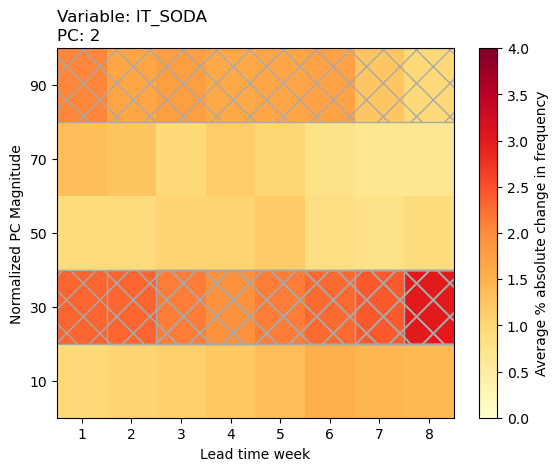 Variable: IT_SODA
PC: 2
4.0
3.5
3.0
2.5
2.0
1.5
1.0
0.5
0.0
Average % absolute change in frequency
90
70
50
30
10
Normalized PC Magnitude
1 2 3 4 5 6 7 8
Lead time week